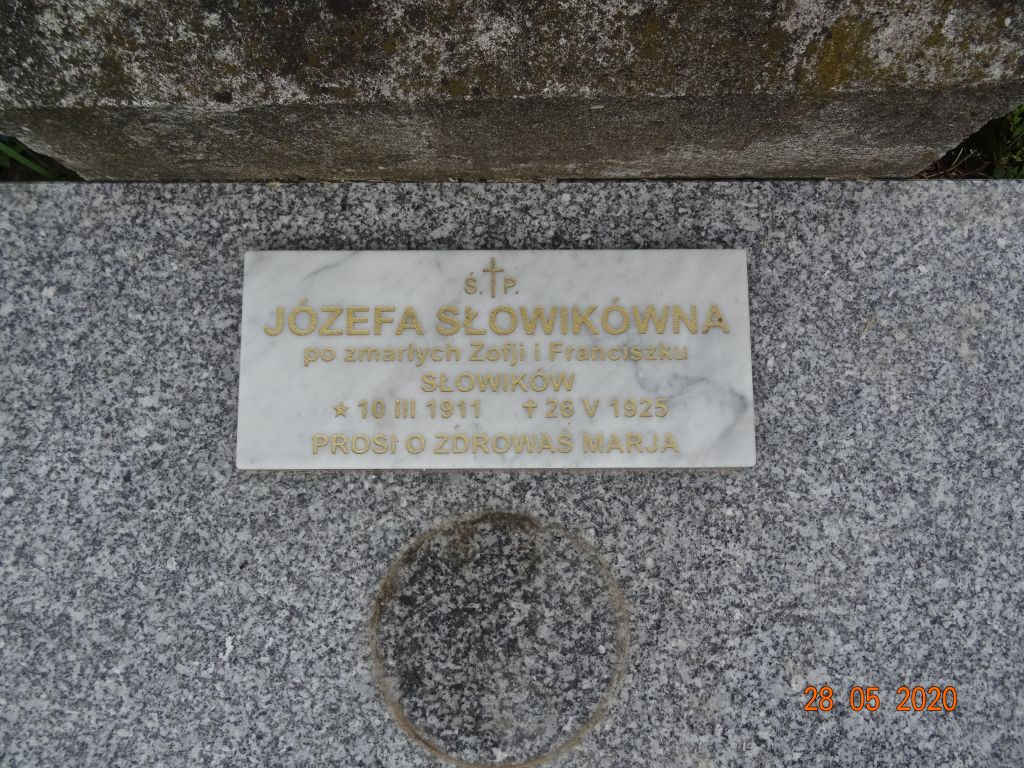 Ś. † P.
JÓZEFA SŁOWIKÓWNA
po zmarłych Zofji i Franciszku
SŁOWIKÓW
★ 10 III 1911 † 26 V 1925
PROSI O ZDROWAŚ MARJA
28 05 2020